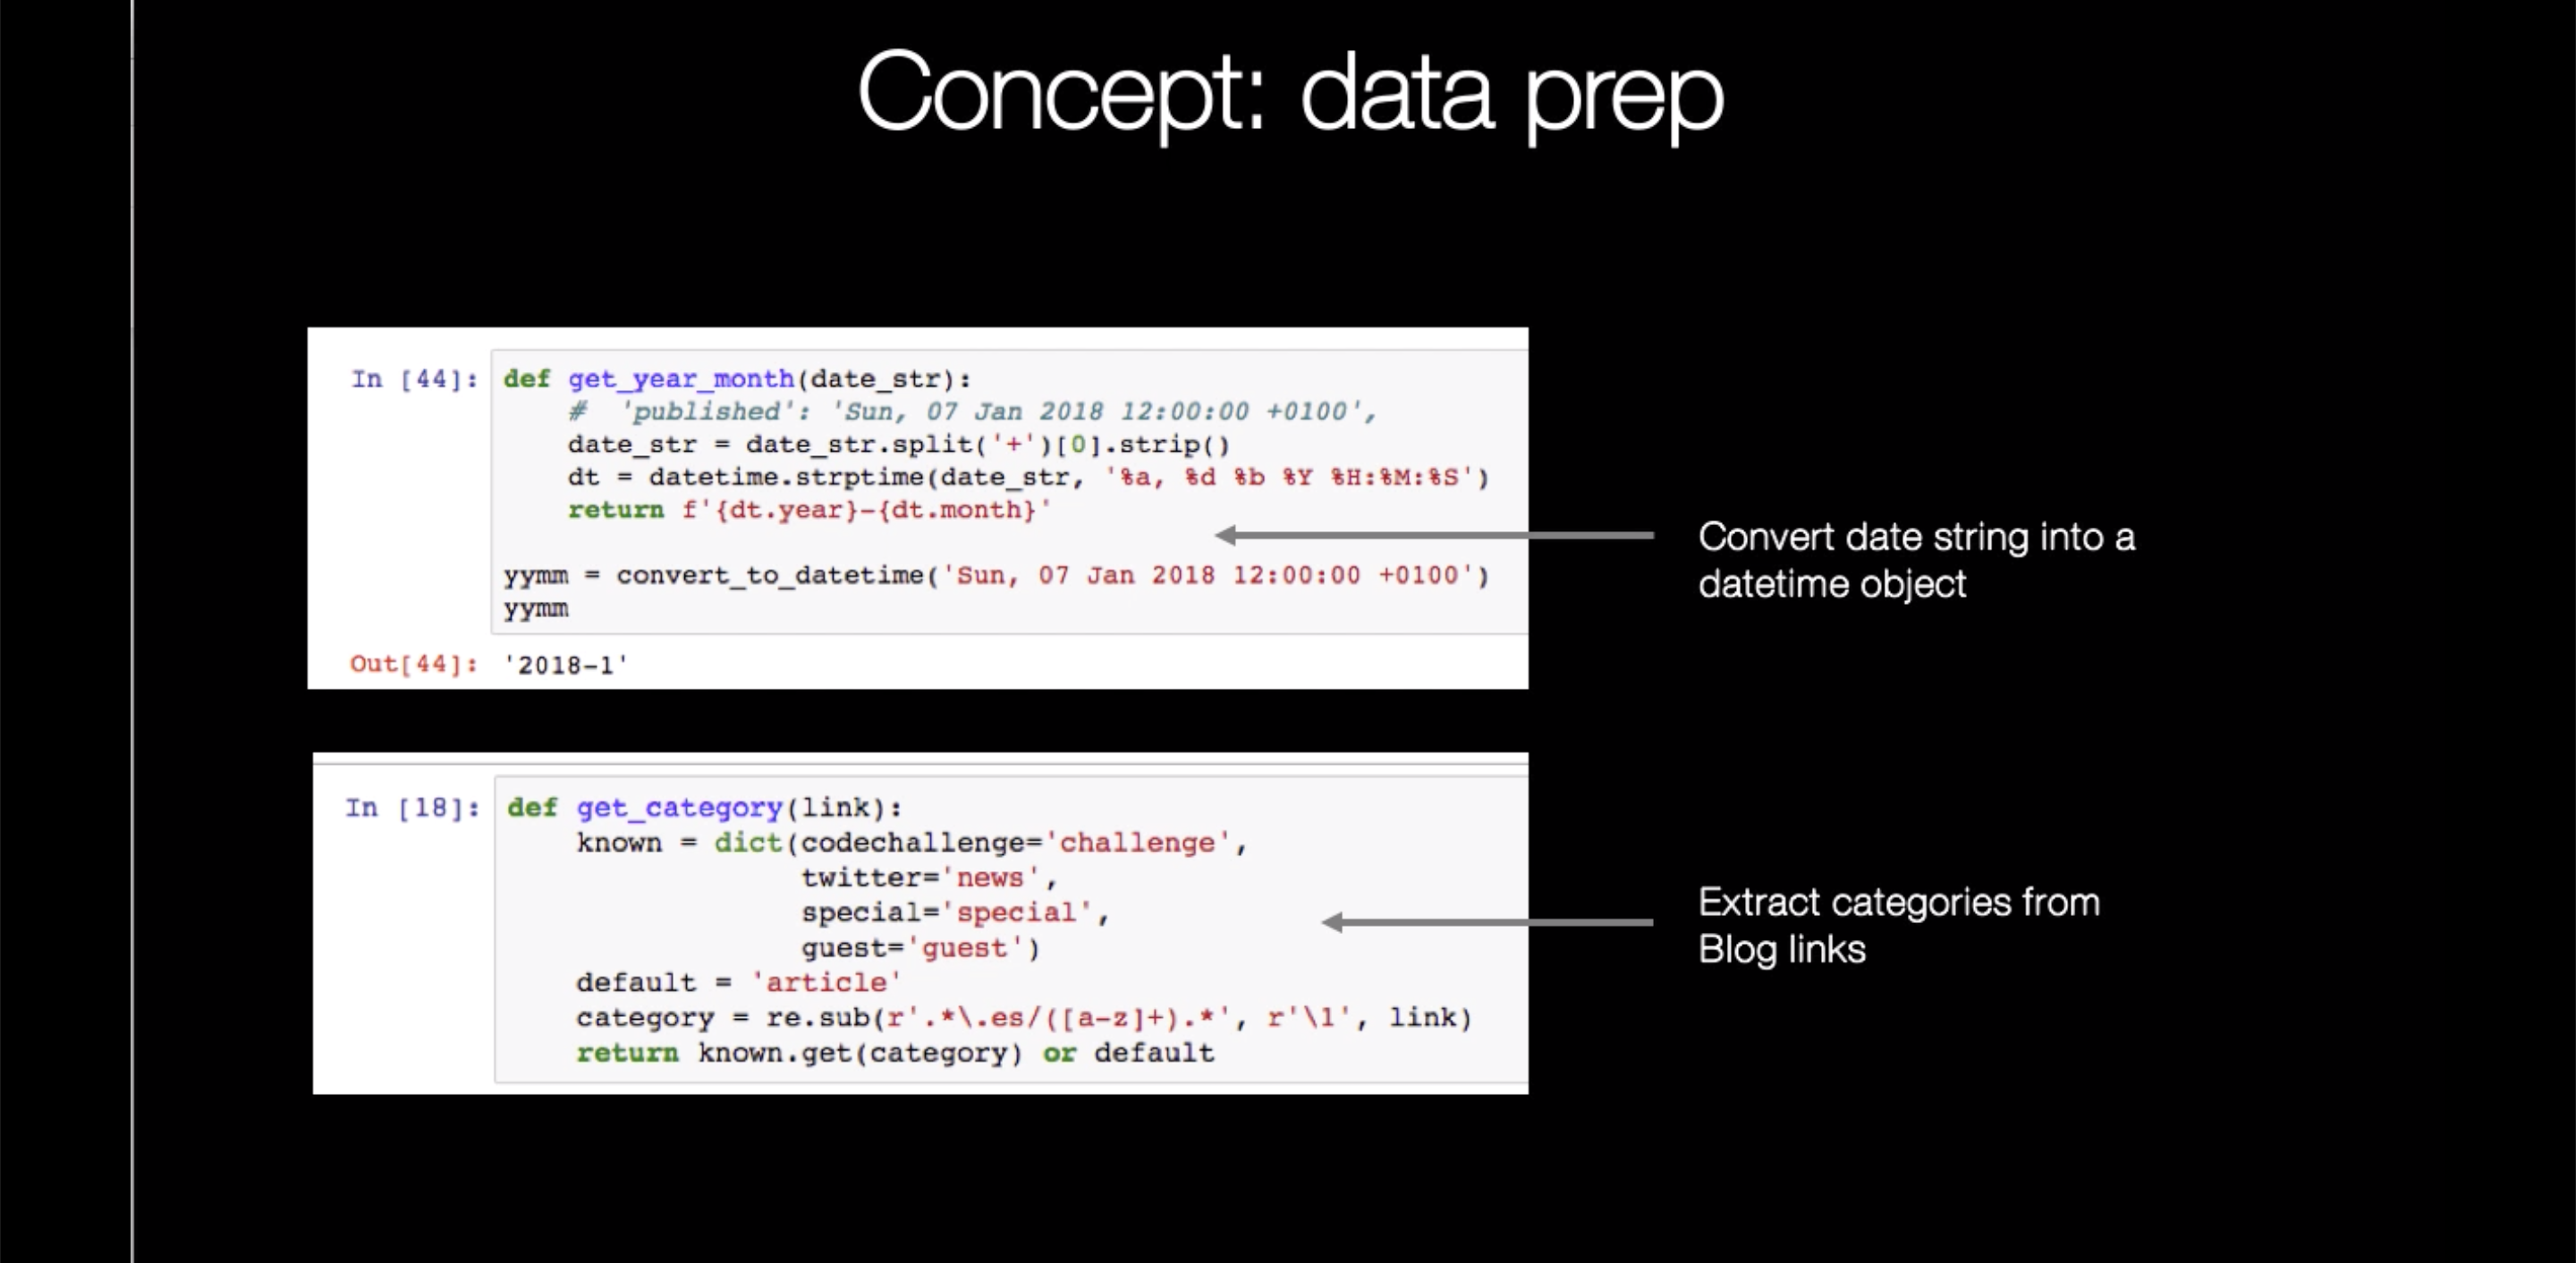 Concept: data prep
In [44]: def get_year_month(date_str):
    #  'published': 'Sun, 07 Jan 2018 12:00:00 +0100',
    date_str = date_str.split('+')[0].strip()
    dt = datetime.strptime(date_str, '%a, %d %b %Y %H:%M:%S')
    return f'{dt.year}-{dt.month}'
yymm = convert_to_datetime('Sun, 07 Jan 2018 12:00:00 +0100')
yymm
Out[44]: '2018-1'
Convert date string into a
datetime object
In [18]: def get_category(link):
    known = dict(codechallenge='challenge',
                 twitter='news',
                 special='special',
                 guest='guest')
    default = 'article'
    category = re.sub(r'.*\.es/([a-z]+).*', r'\1', link)
    return known.get(category) or default
Extract categories from
Blog links